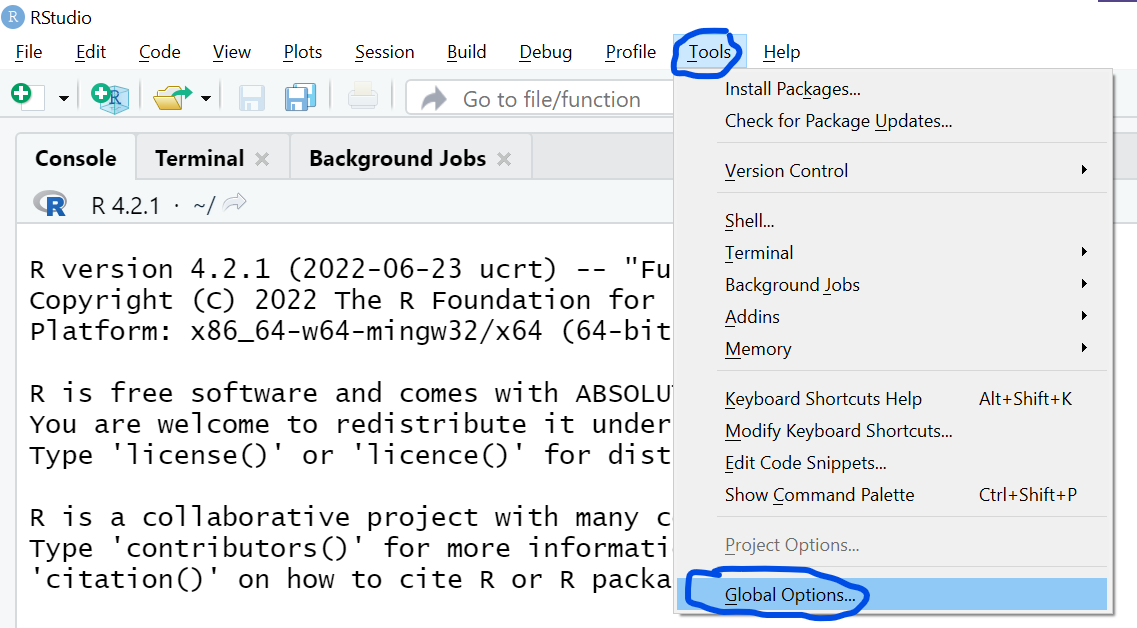 R RStudio
File Edit Code View Plots Session Build Debug Profile Tools Help
R Go to file/function
Console Terminal Background Jobs
R R 4.2.1 · ~/
R version 4.2.1 (2022-06-23 ucrt) -- "Fu
Copyright (C) 2022 The R Foundation for
Platform: x86_64-w64-mingw32/x64 (64-bit
R is free software and comes with ABSOLU
You are welcome to redistribute it under
Type 'license()' or 'licence()' for dist
R is a collaborative project with many c
Type 'contributors()' for more informati
'citation()' on how to cite R or R packa
Install Packages...
Check for Package Updates...
Version Control
Shell...
Terminal
Background Jobs
Addins
Memory
Keyboard Shortcuts Help Alt+Shift+K
Modify Keyboard Shortcuts...
Edit Code Snippets...
Show Command Palette Ctrl+Shift+P
Project Options...
Global Options...